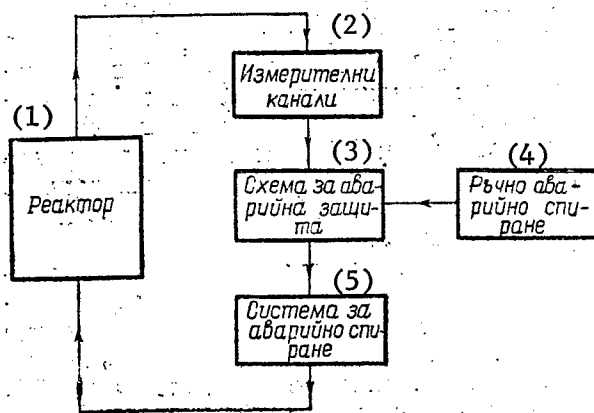 (1)
Реактор
(2)
Измерителни
канали
(3)
Схема за ава-
рийна защи-
та
(4)
Ръчно ава-
рийно спи-
ране
(5)
Система за
аварийно спи-
ране